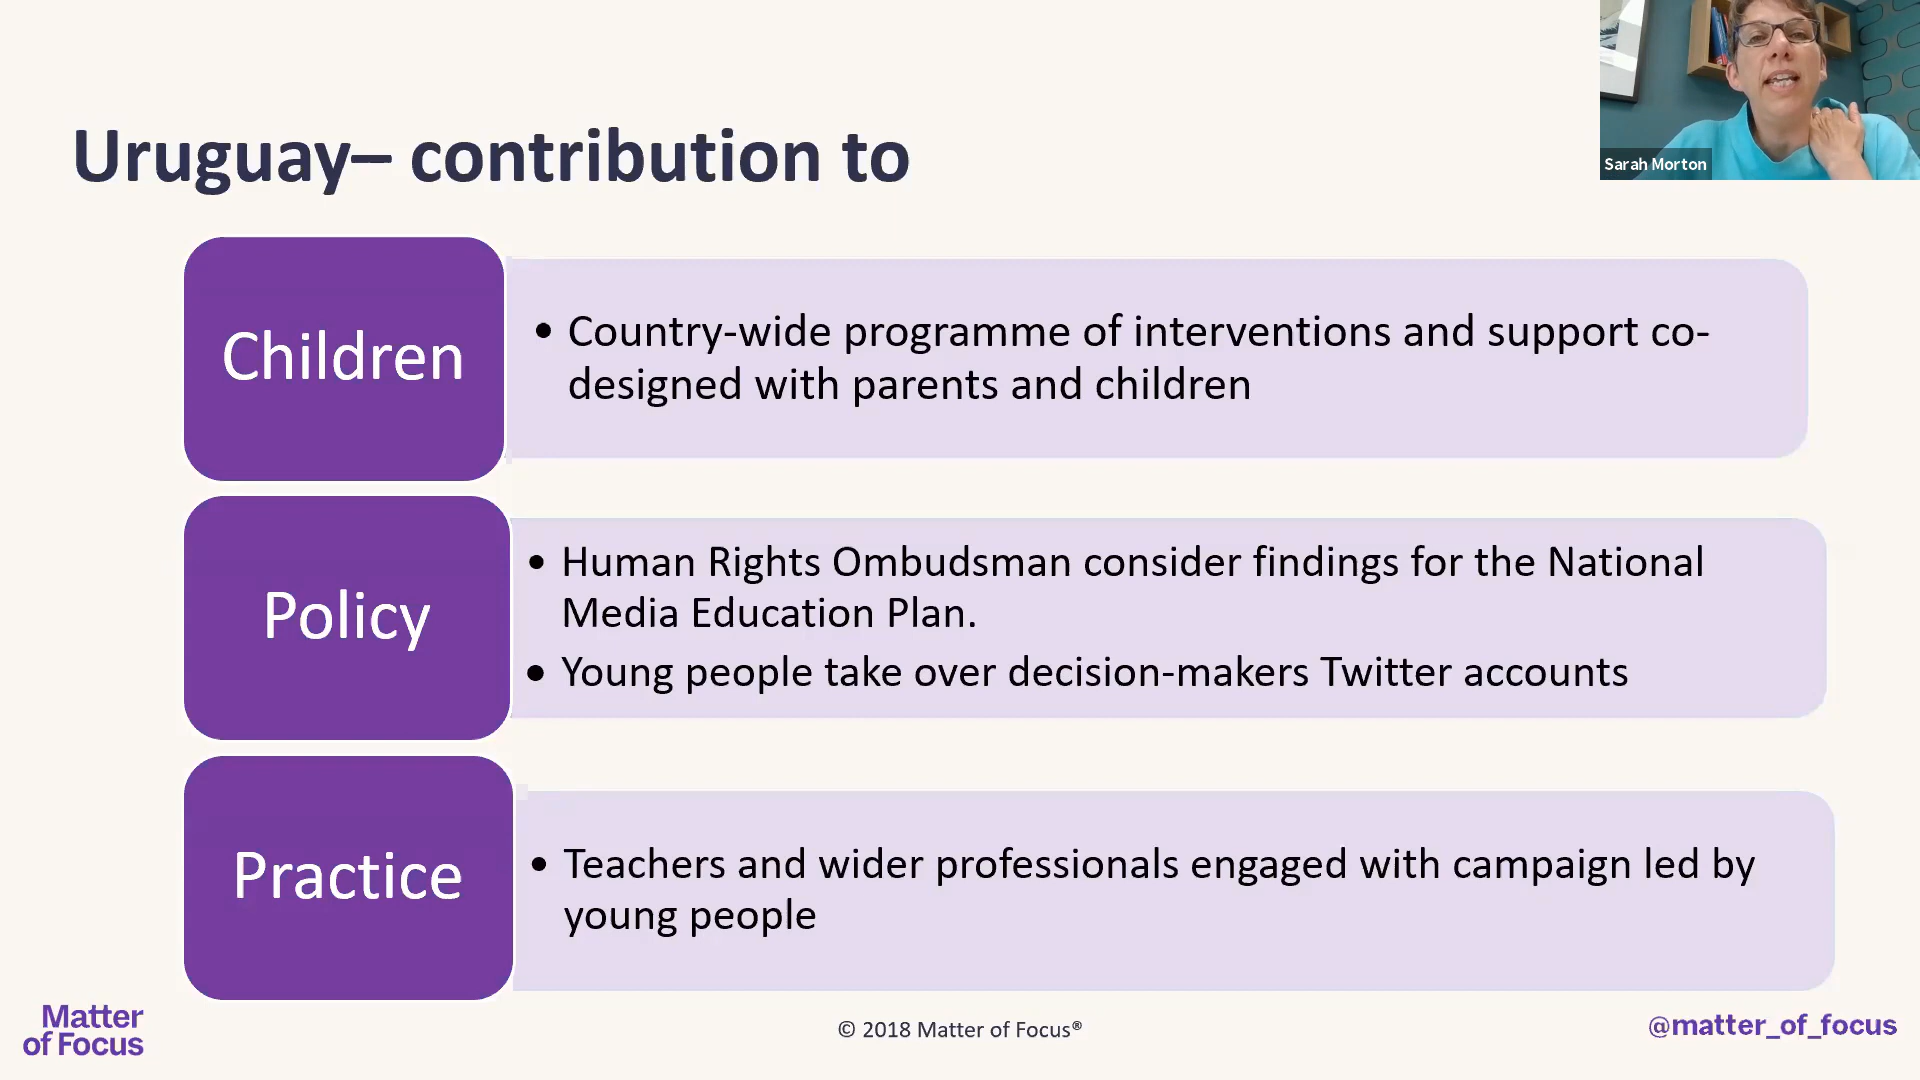 Sarah Morton
Uruguay– contribution to
Children
• Country-wide programme of interventions and support co-
designed with parents and children
Policy
• Human Rights Ombudsman consider findings for the National
Media Education Plan.
• Young people take over decision-makers Twitter accounts
Practice
• Teachers and wider professionals engaged with campaign led by
young people
Matter
of Focus
© 2018 Matter of Focus®
@matter_of_focus